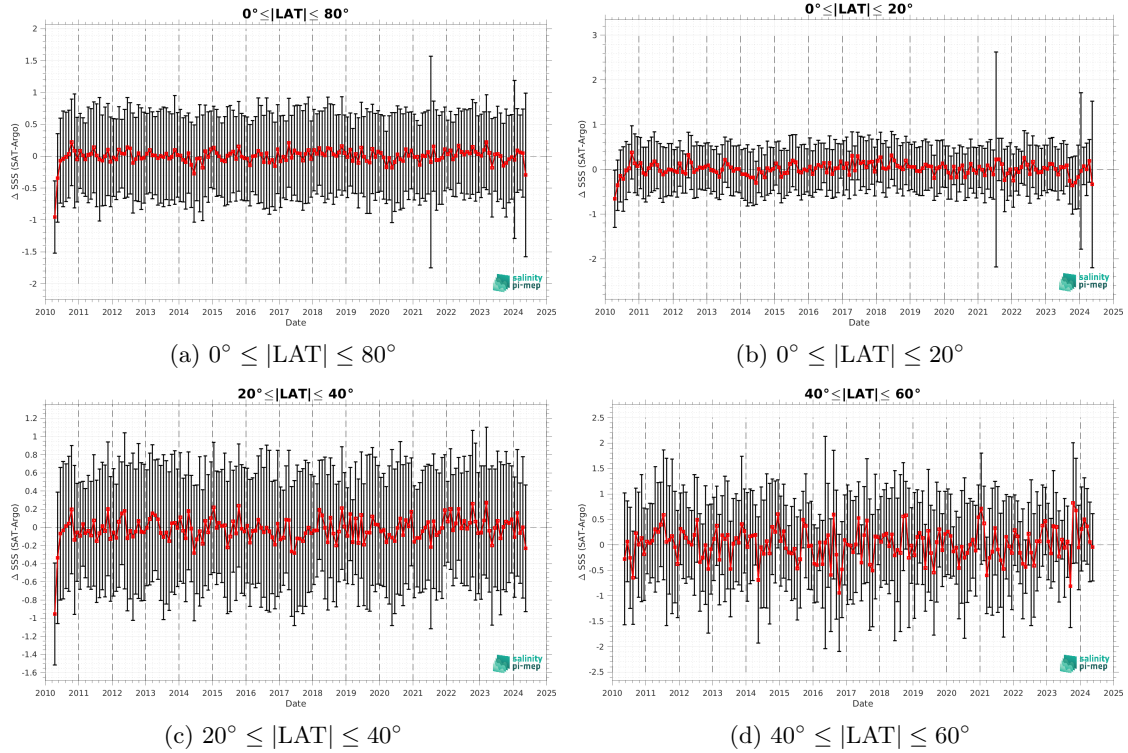 0°≤|LAT|≤ 80°
2
1.5
1
0.5
0
-0.5
-1
-1.5
-2
Δ SSS (SAT-Argo)
2010 2011 2012 2013 2014 2015 2016 2017 2018 2019 2020 2021 2022 2023 2024 2025
Date
salinity
pi-mep
(a) 0° ≤ |LAT| ≤ 80°
0°≤|LAT|≤ 20°
3
2
1
0
-1
-2
Δ SSS (SAT-Argo)
2010 2011 2012 2013 2014 2015 2016 2017 2018 2019 2020 2021 2022 2023 2024 2025
Date
salinity
pi-mep
(b) 0° ≤ |LAT| ≤ 20°
20°≤|LAT|≤ 40°
1.2
1
0.8
0.6
0.4
0.2
0
-0.2
-0.4
-0.6
-0.8
-1
-1.2
-1.4
-1.6
Δ SSS (SAT-Argo)
2010 2011 2012 2013 2014 2015 2016 2017 2018 2019 2020 2021 2022 2023 2024 2025
Date
salinity
pi-mep
(c) 20° ≤ |LAT| ≤ 40°
40°≤|LAT|≤ 60°
2.5
2
1.5
1
0.5
0
-0.5
-1
-1.5
-2
-2.5
Δ SSS (SAT-Argo)
2010 2011 2012 2013 2014 2015 2016 2017 2018 2019 2020 2021 2022 2023 2024 2025
Date
salinity
pi-mep
(d) 40° ≤ |LAT| ≤ 60°